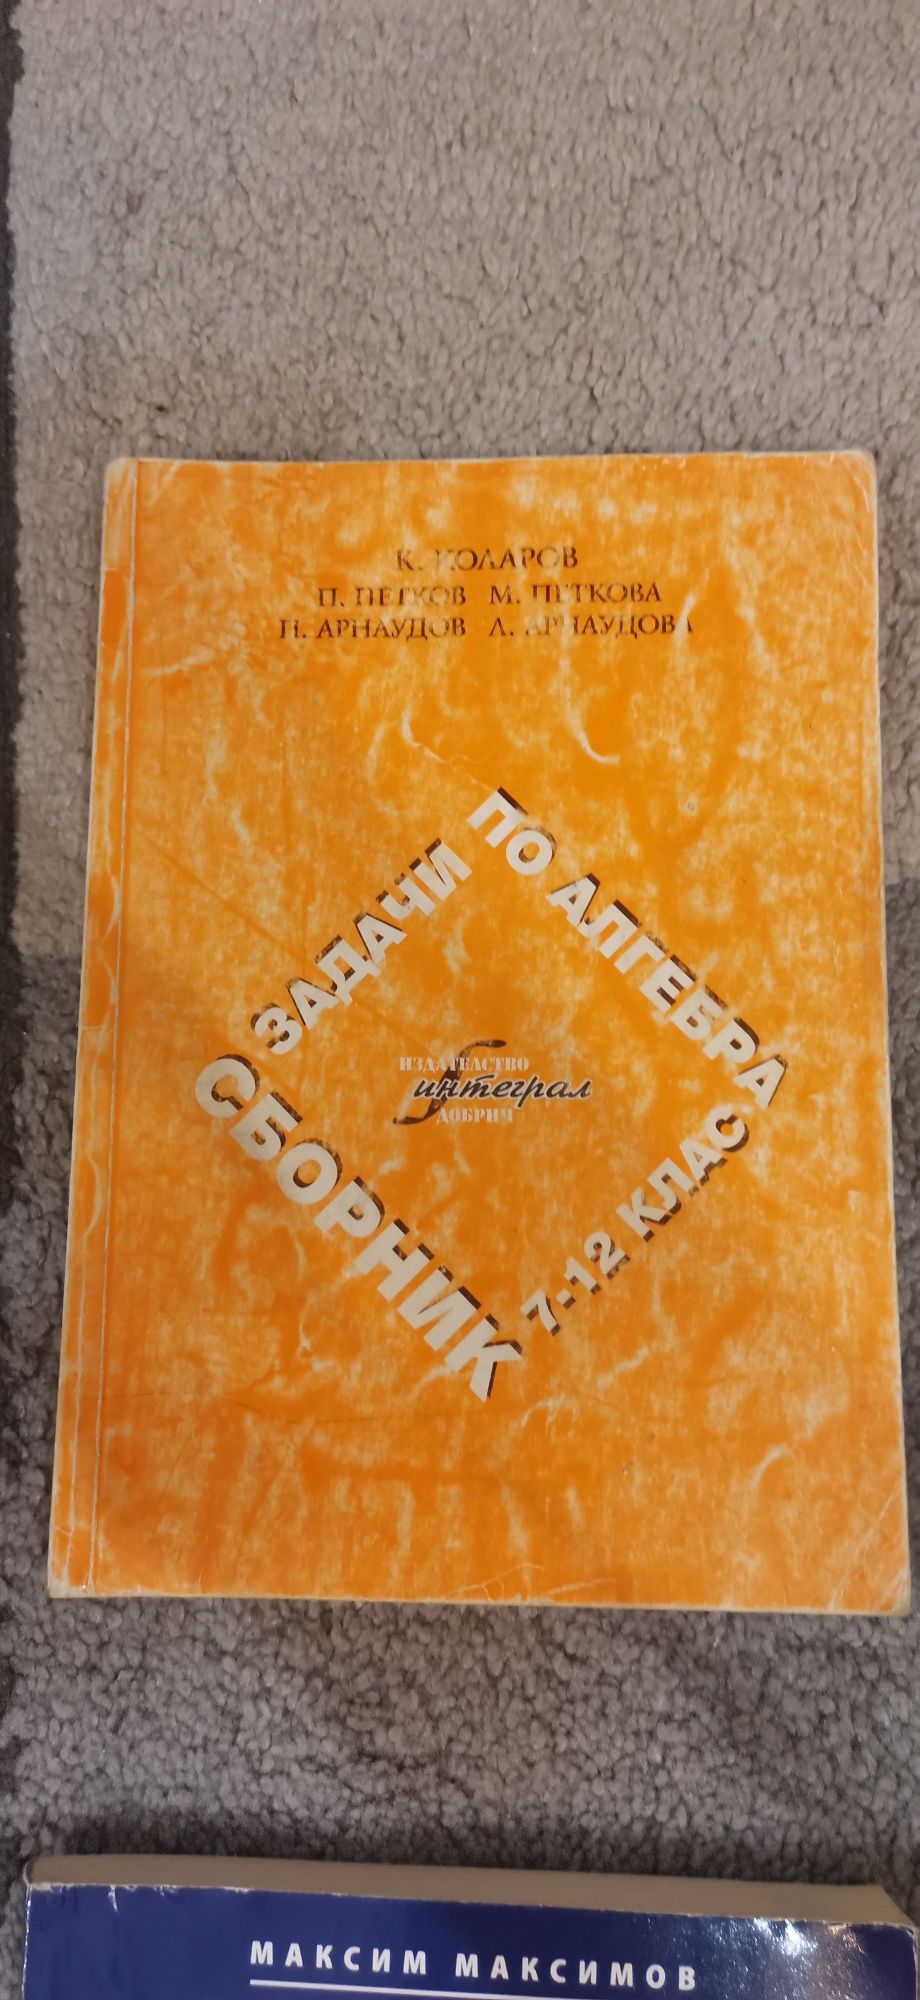 К. КОЛАРОВ
П. ПЕТКОВ М. ПЕТКОВА
Н. АРНАУДОВ Л. АРНАУДОВА
СБОРНИК
С ЗАДАЧИ
ПО АЛГЕБРА
7-12 КЛАС
ИЗДАТЕЛСТВО
интеграл
ДОБРИЧ
МАКСИМ МАКСИМОВ